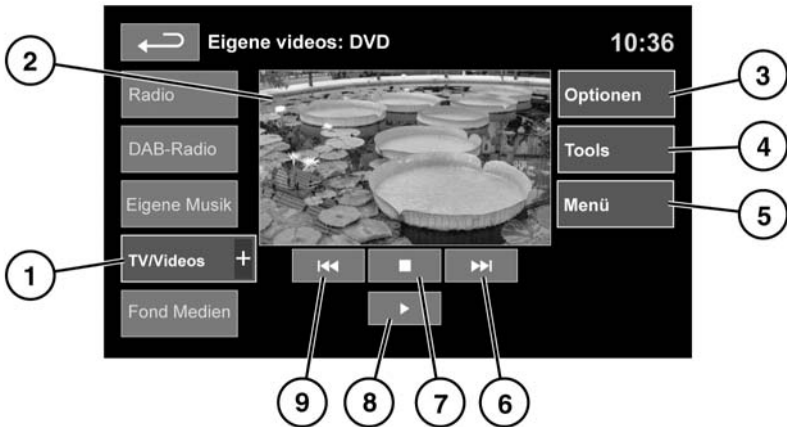 Eigene videos: DVD
10:36
Radio
DAB-Radio
Eigene Musik
TV/Videos +
Fond Medien
Optionen
Tools
Menü
1
2
3
4
5
6
7
8
9